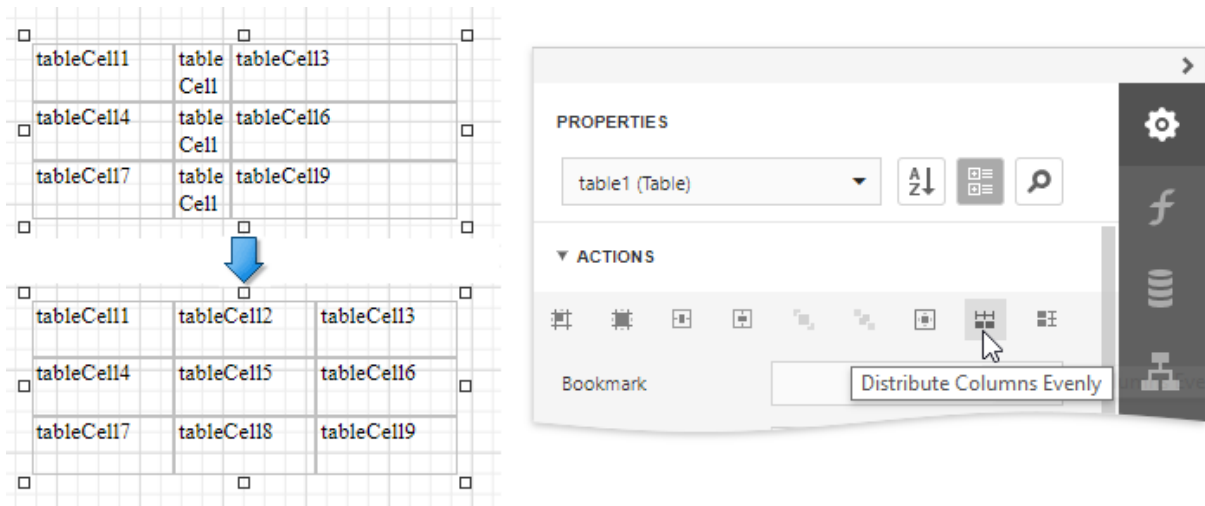 tableCell1 table tableCell3
Cell
tableCell4 table tableCell6
Cell
tableCell7 table tableCell9
Cell
tableCell1 tableCell2 tableCell3
tableCell4 tableCell5 tableCell6
tableCell7 tableCell8 tableCell9
PROPERTIES
table1 (Table)
A
Z
ACTIONS
Bookmark
Distribute Columns Evenly